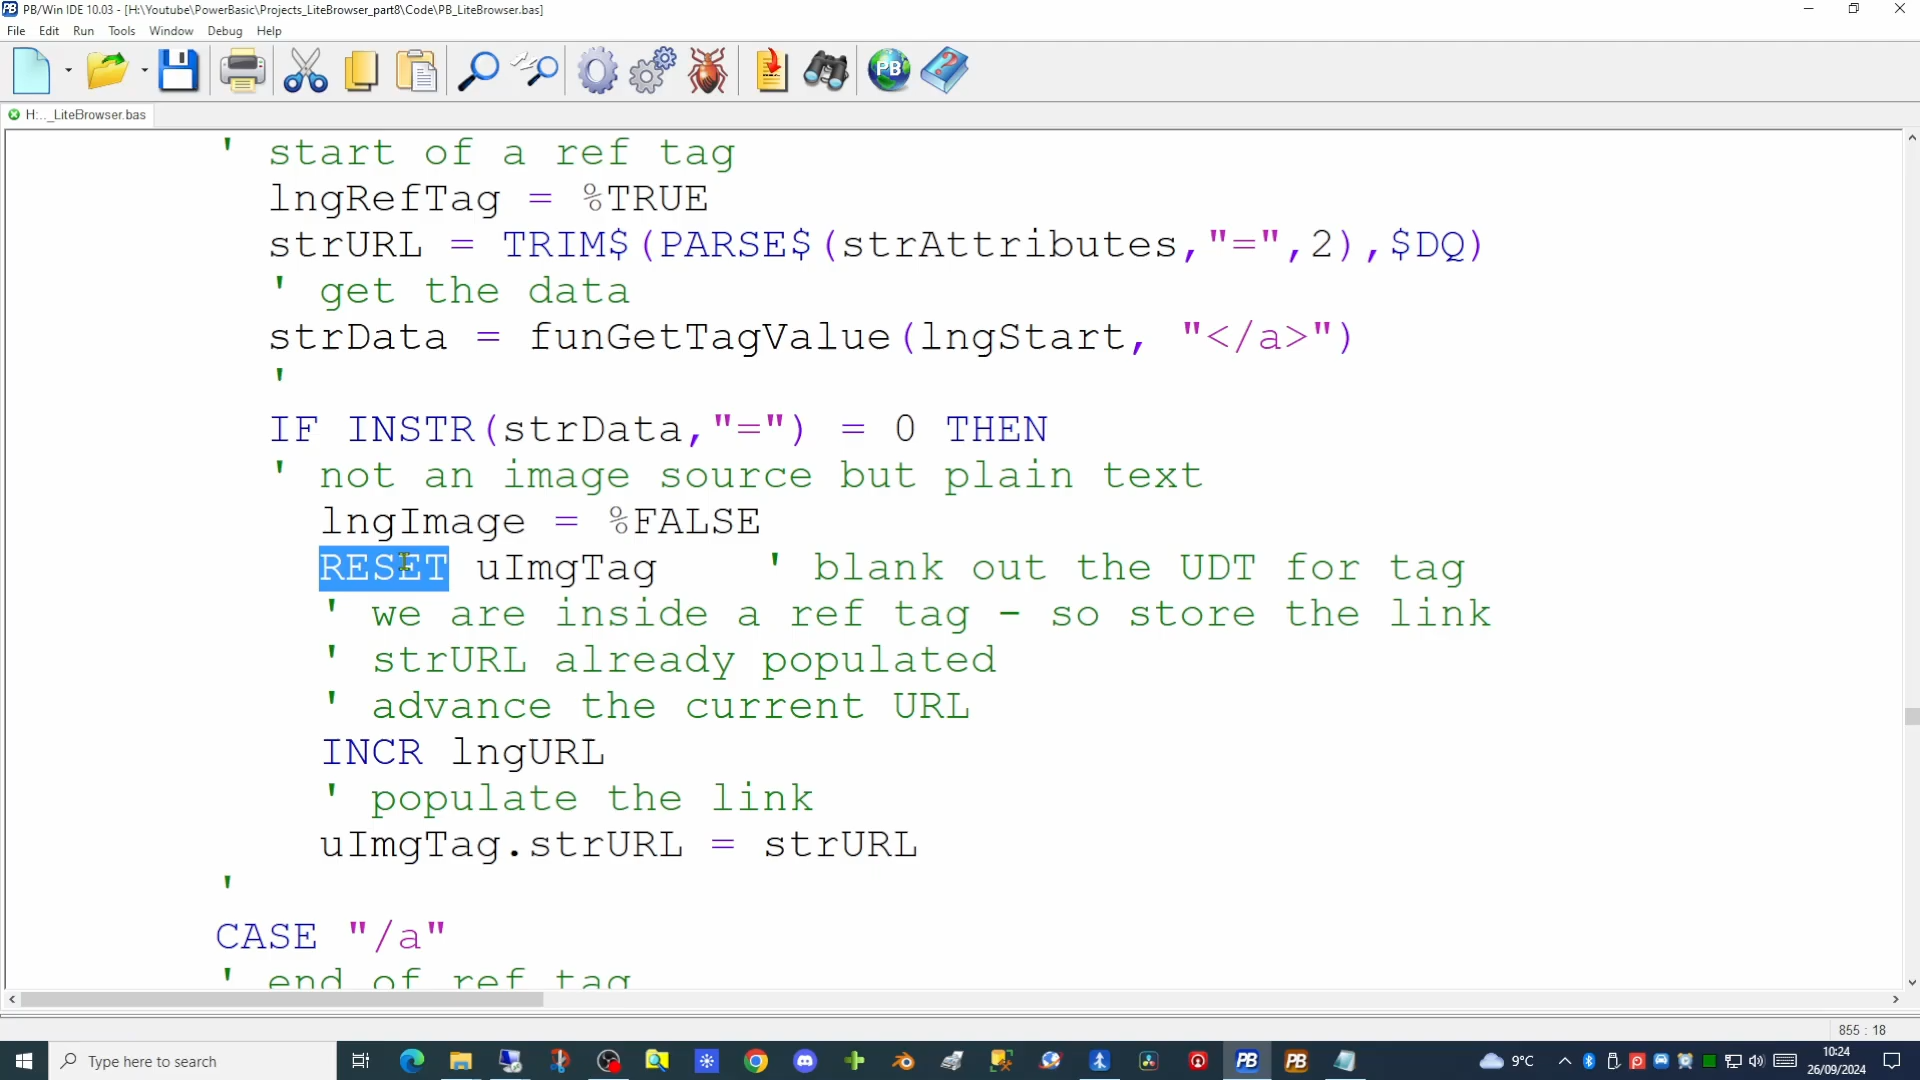 PB/Win IDE 10.03 - [H:\Youtube\PowerBasic\Projects_LiteBrowser_part8\Code\PB_LiteBrowser.bas]
File Edit Run Tools Window Debug Help
H:.._LiteBrowser.bas
' start of a ref tag
lngRefTag = %TRUE
strURL = TRIM$(PARSE$(strAttributes,"=",2),$DQ)
' get the data
strData = funGetTagValue(lngStart, "</a>")
'
IF INSTR(strData,"=") = 0 THEN
' not an image source but plain text
lngImage = %FALSE
RESET uImgTag ' blank out the UDT for tag
' we are inside a ref tag - so store the link
' strURL already populated
' advance the current URL
INCR lngURL
' populate the link
uImgTag.strURL = strURL
'
CASE "/a"
' end of ref tag
855 : 18
Type here to search
9°C
10:24
26/09/2024